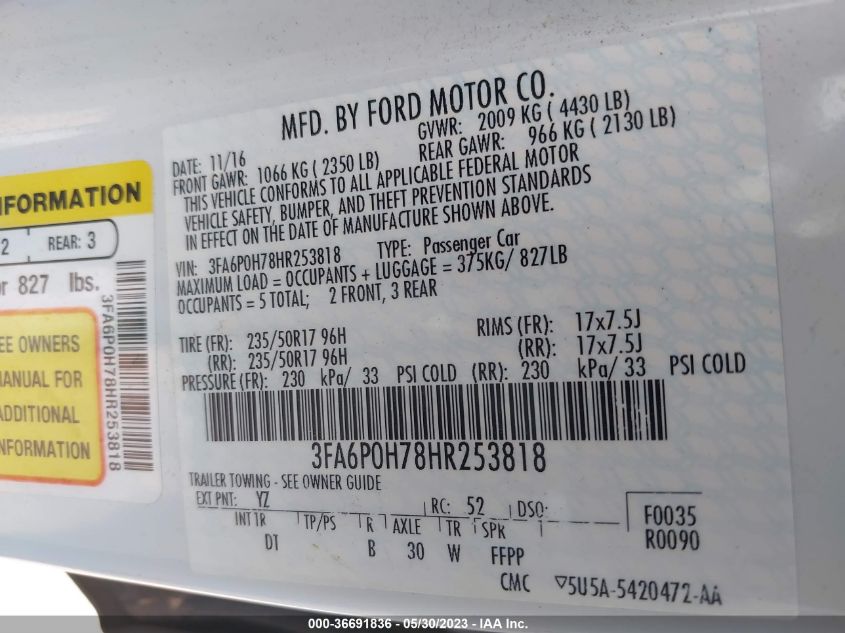 MFD. BY FORD MOTOR CO.
DATE: 11/16 GVWR: 2009 KG ( 4430 LB)
FRONT GAWR: 1066 KG ( 2350 LB) REAR GAWR: 966 KG ( 2130 LB)
THIS VEHICLE CONFORMS TO ALL APPLICABLE FEDERAL MOTOR
VEHICLE SAFETY, BUMPER, AND THEFT PREVENTION STANDARDS
IN EFFECT ON THE DATE OF MANUFACTURE SHOWN ABOVE.
VIN: 3FA6P0H78HR253818 TYPE: Passenger Car
MAXIMUM LOAD = OCCUPANTS + LUGGAGE = 375KG/ 827LB
OCCUPANTS = 5 TOTAL; 2 FRONT, 3 REAR
TIRE (FR): 235/50R17 96H RIMS (FR): 17x7.5J
(RR): 235/50R17 96H (RR): 17x7.5J
PRESSURE (FR): 230 kPa/ 33 PSI COLD (RR): 230 kPa/ 33 PSI COLD
3FA6P0H78HR253818
TRAILER TOWING - SEE OWNER GUIDE
EXT PNT: YZ RC: 52 DSO:
INT TR TP/PS R AXLE TR SPK
DT B 30 W FFPP
F0035
R0090
CMC 5U5A-5420472-AA
INFORMATION
2 REAR: 3
or 827 lbs.
SEE OWNERS
MANUAL FOR
ADDITIONAL
INFORMATION
3FA6P0H78HR253818
000-36691836 - 05/30/2023 - IAA Inc.